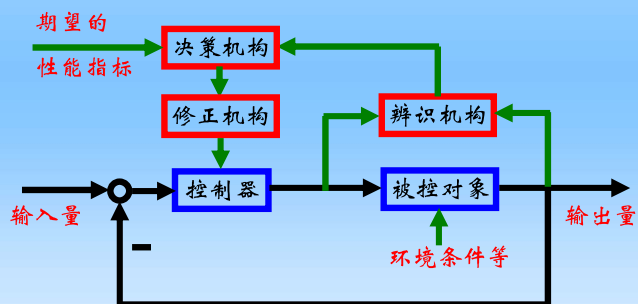 期望的
性能指标
决策机构
修正机构
辨识机构
控制器
被控对象
输入量
输出量
环境条件等